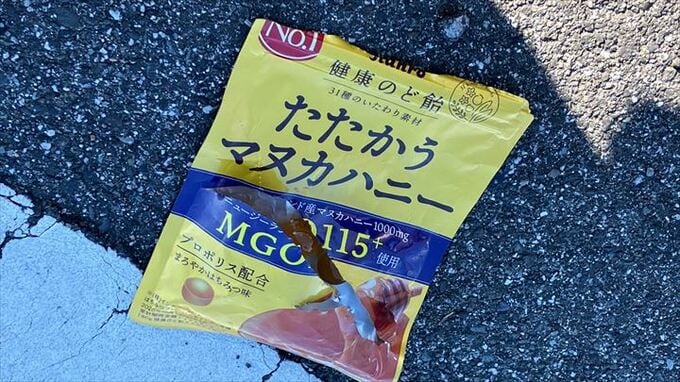 No.1
健康のど飴
31種のいたわり素材
たたかう
マヌカハニー
ニュージーランド産マヌカハニー1000mg
MGO 115+
使用
プロポリス配合
まろやかはちみつ味